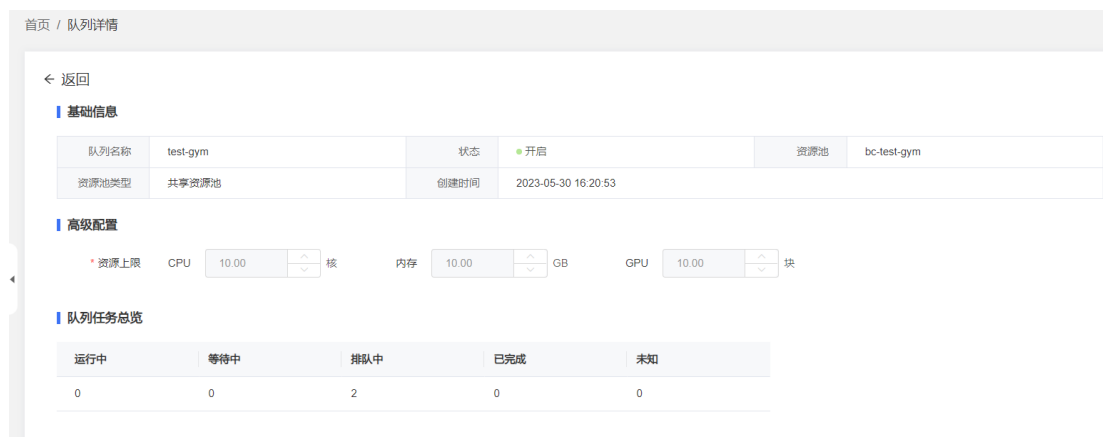 首页 / 队列详情
← 返回
基础信息
队列名称 test-gym 状态 开启 资源池 bc-test-gym
资源池类型 共享资源池 创建时间 2023-05-30 16:20:53
高级配置
* 资源上限 CPU 10.00 核 内存 10.00 GB GPU 10.00 块
队列任务总览
运行中 等待中 排队中 已完成 未知
0 0 2 0 0